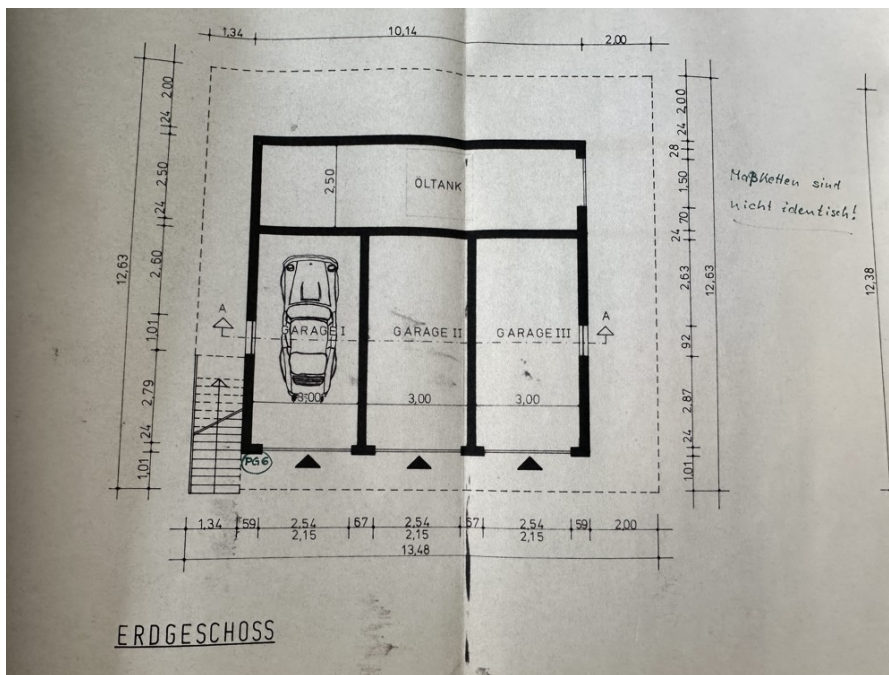 1,34 10,14 2,00
2,00
24
2,50
24
2,60
1,01
2,79
24
1,01
12,63
2,50
ÖLTANK
GARAGE I GARAGE II GARAGE III
A A
3,00 3,00 3,00
PG6
2,00
24
28
1,50
70
24
2,63
92
2,87
24
1,01
12,63
Maßketten sind
nicht identisch!
12,38
1,34 59 2,54 67 2,54 67 2,54 59 2,00
2,15 2,15 2,15
13,48
ERDGESCHOSS